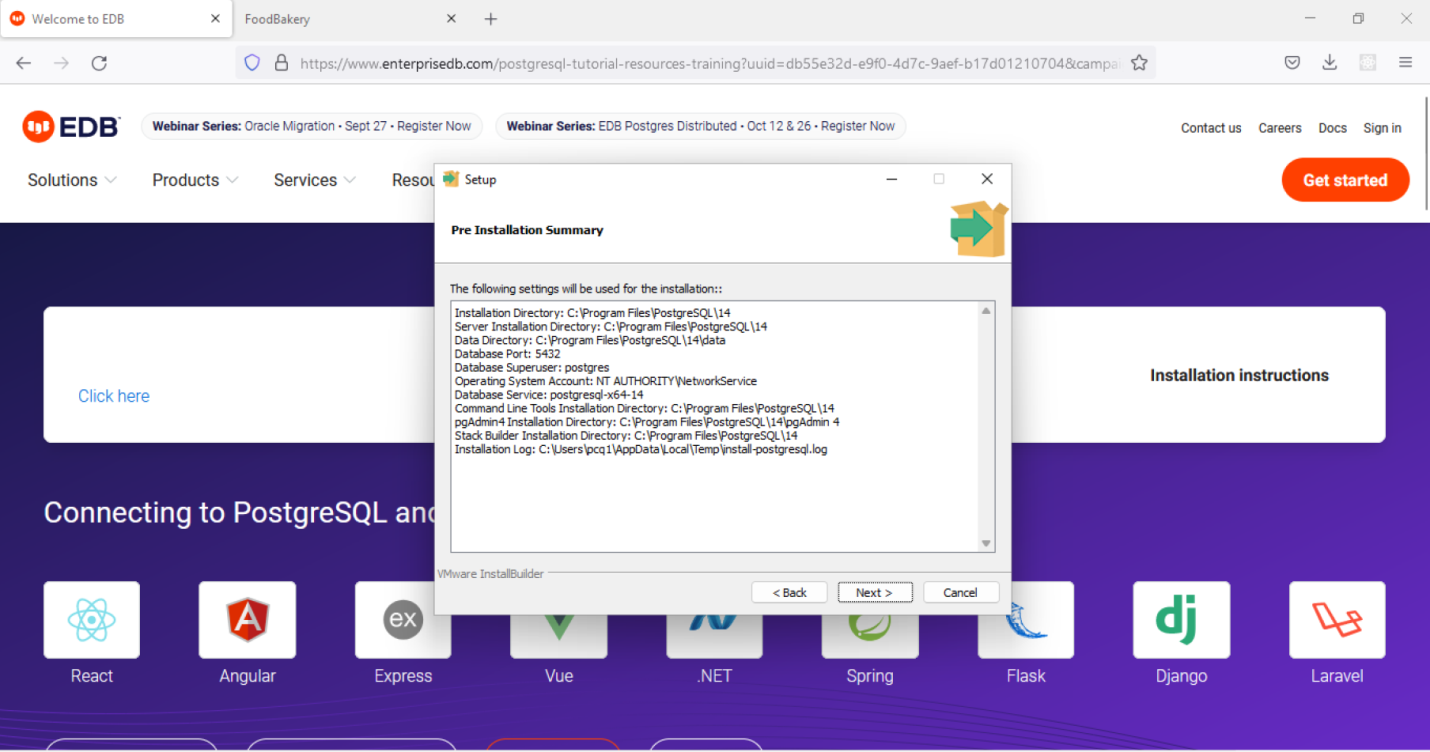 Welcome to EDB
FoodBakery
https://www.enterprisedb.com/postgresql-tutorial-resources-training?uuid=db55e32d-e9f0-4d7c-9aef-b17d01210704&campai
EDB
Webinar Series: Oracle Migration • Sept 27 • Register Now
Webinar Series: EDB Postgres Distributed • Oct 12 & 26 • Register Now
Contact us Careers Docs Sign in
Solutions Products Services Resou
Get started
Setup
Pre Installation Summary
The following settings will be used for the installation::
Installation Directory: C:\Program Files\PostgreSQL\14
Server Installation Directory: C:\Program Files\PostgreSQL\14
Data Directory: C:\Program Files\PostgreSQL\14\data
Database Port: 5432
Database Superuser: postgres
Operating System Account: NT AUTHORITY\NetworkService
Database Service: postgresql-x64-14
Command Line Tools Installation Directory: C:\Program Files\PostgreSQL\14
pgAdmin4 Installation Directory: C:\Program Files\PostgreSQL\14\pgAdmin 4
Stack Builder Installation Directory: C:\Program Files\PostgreSQL\14
Installation Log: C:\Users\pcq1\AppData\Local\Temp\install-postgresql.log
VMware InstallBuilder
< Back Next > Cancel
Click here
Installation instructions
Connecting to PostgreSQL and
ex
dj
React Angular Express Vue .NET Spring Flask Django Laravel